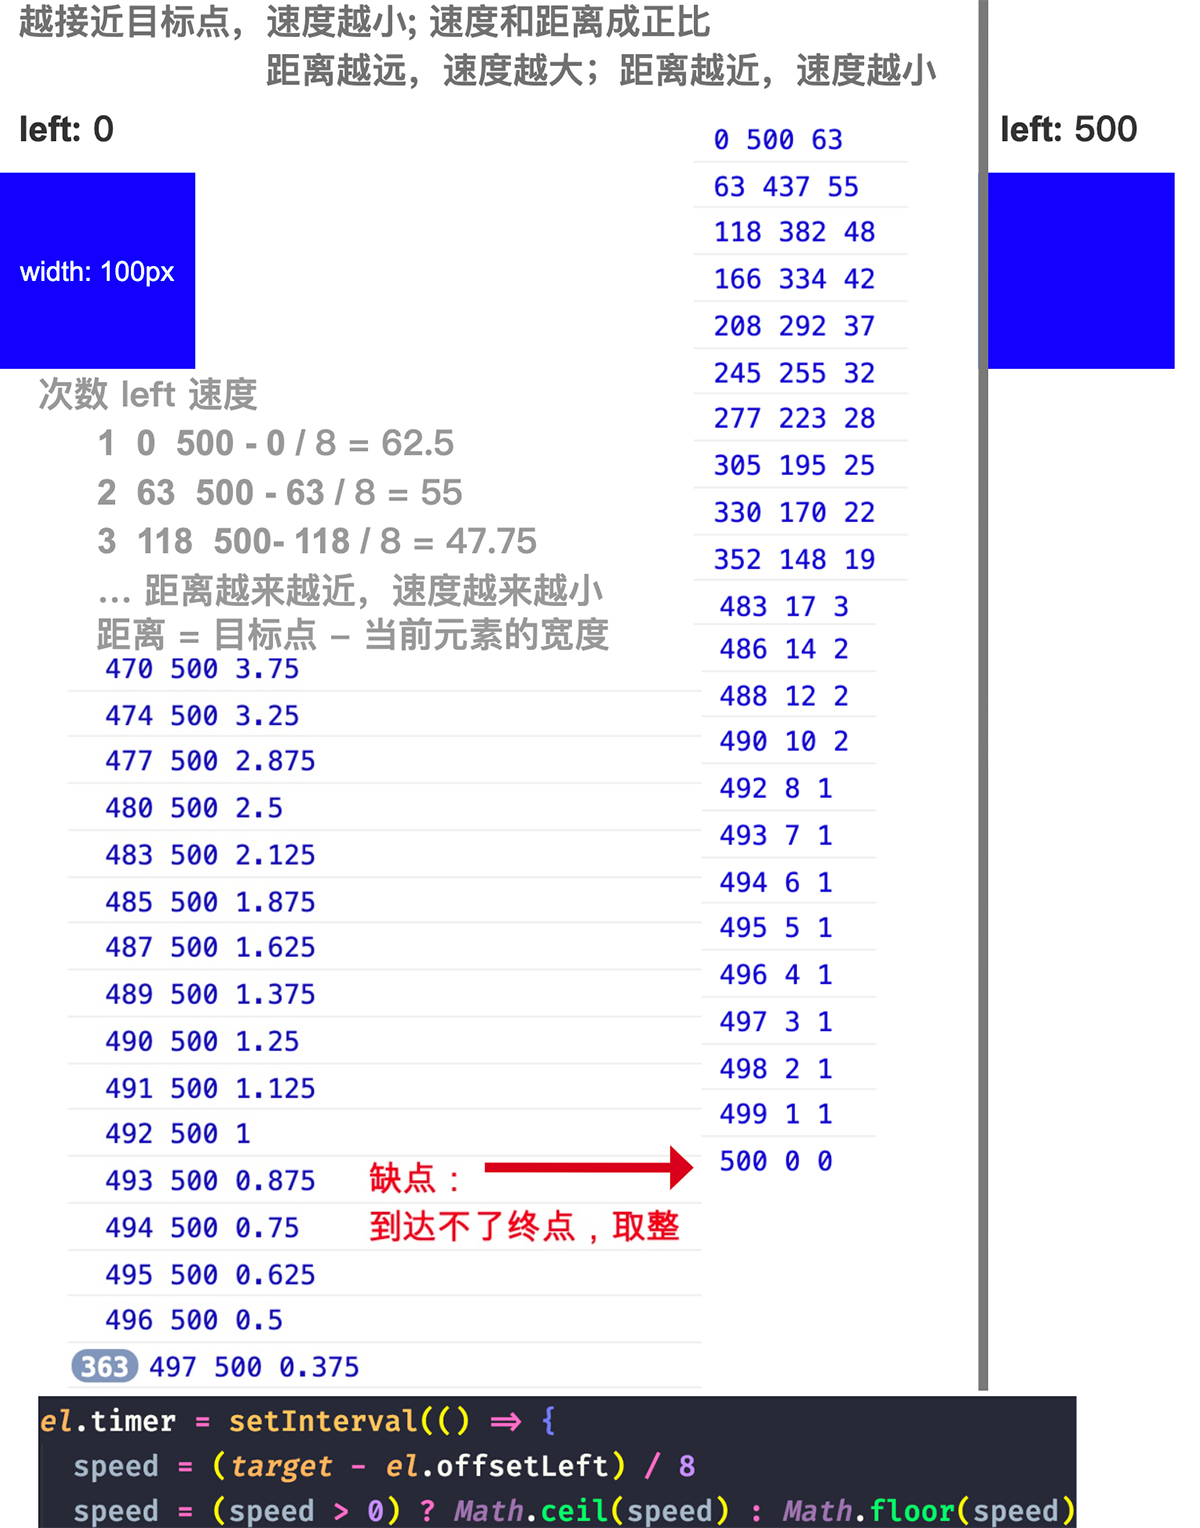 越接近目标点，速度越小; 速度和距离成正比
距离越远，速度越大；距离越近，速度越小
left: 0
left: 500
width: 100px
次数 left 速度
1 0 500 - 0 / 8 = 62.5
2 63 500 - 63 / 8 = 55
3 118 500- 118 / 8 = 47.75
... 距离越来越近，速度越来越小
距离 = 目标点 – 当前元素的宽度
470 500 3.75
474 500 3.25
477 500 2.875
480 500 2.5
483 500 2.125
485 500 1.875
487 500 1.625
489 500 1.375
490 500 1.25
491 500 1.125
492 500 1
493 500 0.875
494 500 0.75
495 500 0.625
496 500 0.5
363 497 500 0.375
缺点：
到达不了终点，取整
0 500 63
63 437 55
118 382 48
166 334 42
208 292 37
245 255 32
277 223 28
305 195 25
330 170 22
352 148 19
483 17 3
486 14 2
488 12 2
490 10 2
492 8 1
493 7 1
494 6 1
495 5 1
496 4 1
497 3 1
498 2 1
499 1 1
500 0 0
el.timer = setInterval(() => {
speed = (target - el.offsetLeft) / 8
speed = (speed > 0) ? Math.ceil(speed) : Math.floor(speed)